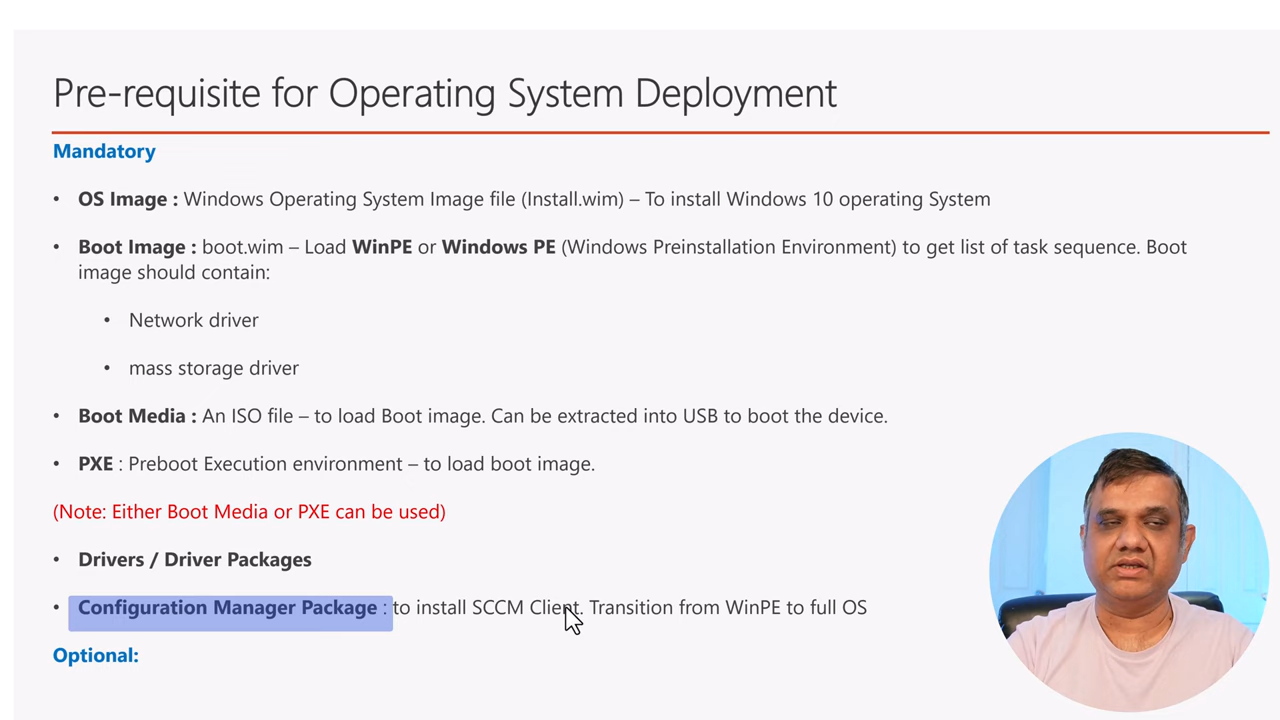 Pre-requisite for Operating System Deployment
Mandatory
• OS Image : Windows Operating System Image file (Install.wim) – To install Windows 10 operating System
• Boot Image : boot.wim – Load WinPE or Windows PE (Windows Preinstallation Environment) to get list of task sequence. Boot
image should contain:
• Network driver
• mass storage driver
• Boot Media : An ISO file – to load Boot image. Can be extracted into USB to boot the device.
• PXE : Preboot Execution environment – to load boot image.
(Note: Either Boot Media or PXE can be used)
• Drivers / Driver Packages
• Configuration Manager Package : to install SCCM Client. Transition from WinPE to full OS
Optional: